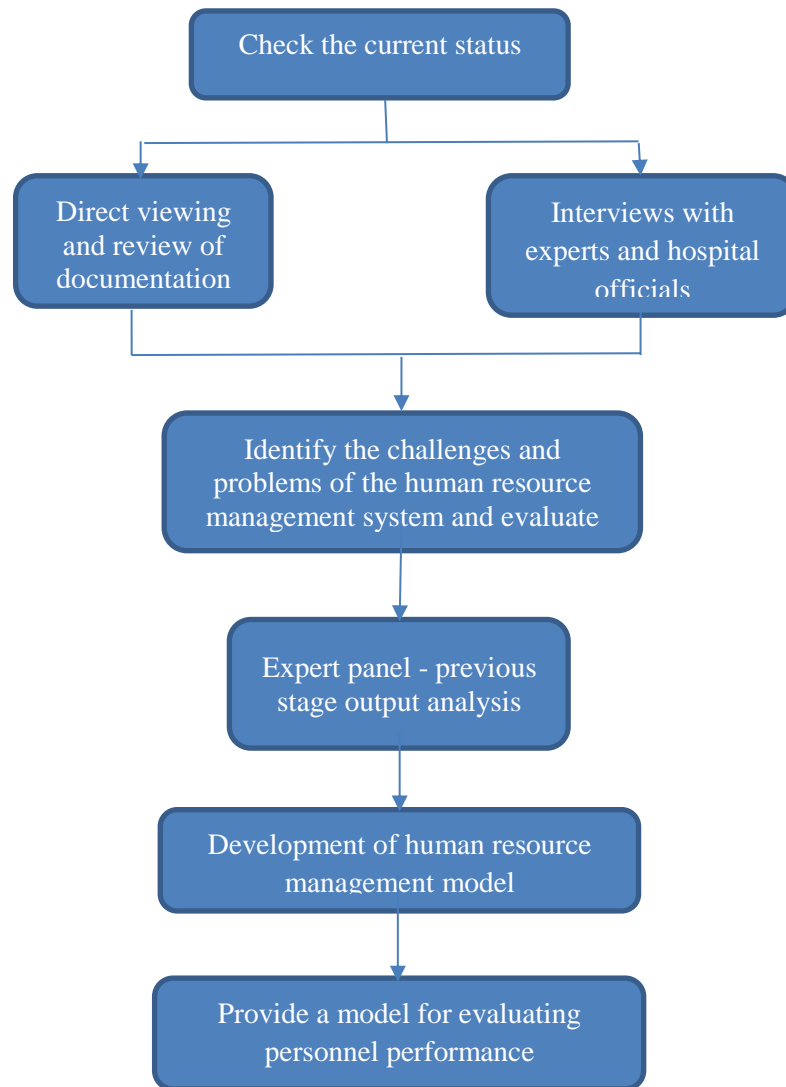 Check the current status
Direct viewing
and review of
documentation
Interviews with
experts and hospital
officials
Identify the challenges and
problems of the human resource
management system and evaluate
Expert panel - previous
stage output analysis
Development of human resource
management model
Provide a model for evaluating
personnel performance